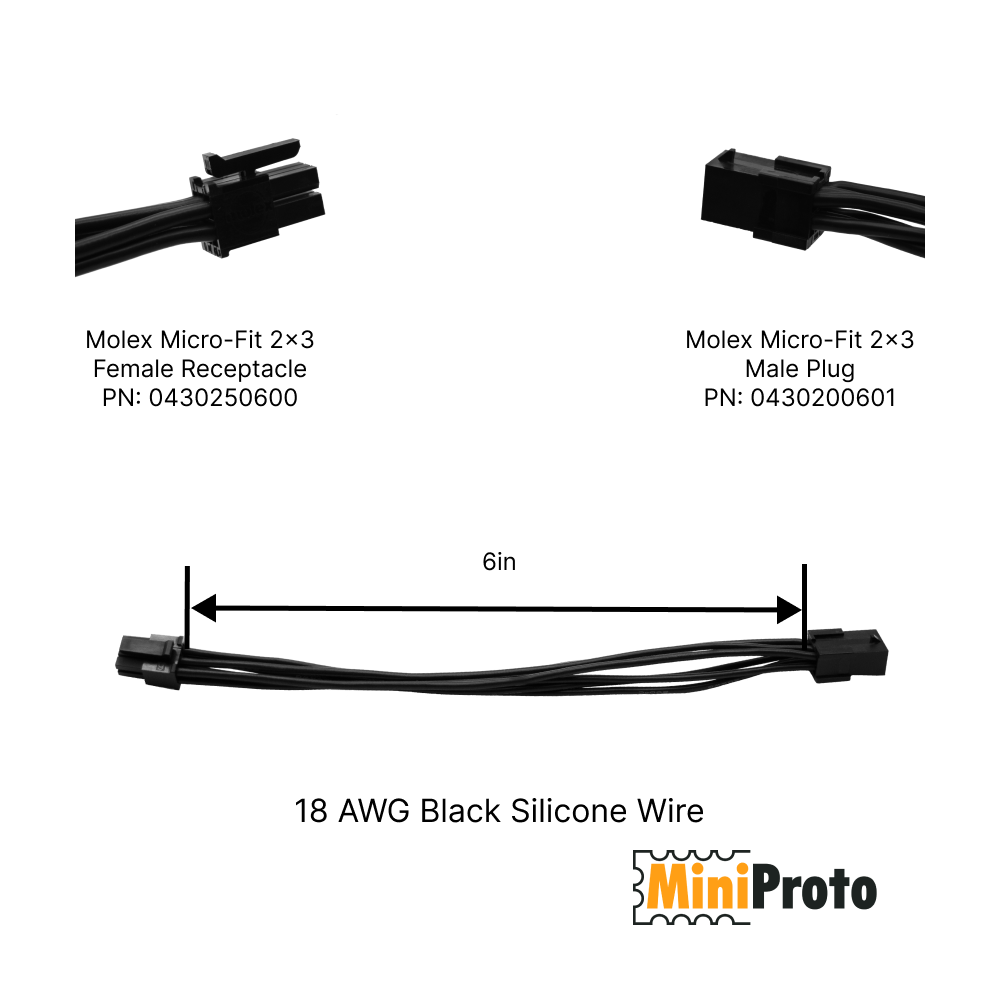 Molex Micro-Fit 2×3
Female Receptacle
PN: 0430250600
Molex Micro-Fit 2×3
Male Plug
PN: 0430200601
6in
18 AWG Black Silicone Wire
MiniProto